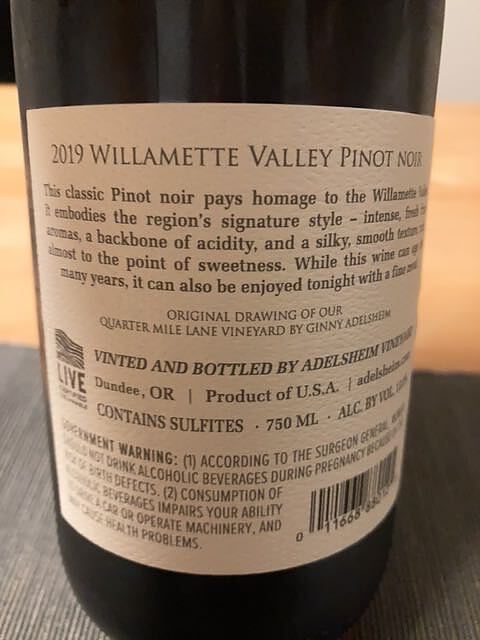 2019 WILLAMETTE VALLEY PINOT NOIR
This classic Pinot noir pays homage to the Willamette
It embodies the region's signature style – intense, fresh
aromas, a backbone of acidity, and a silky, smooth texture
almost to the point of sweetness. While this wine can age
many years, it can also be enjoyed tonight with a fine meal.
ORIGINAL DRAWING OF OUR
QUARTER MILE LANE VINEYARD BY GINNY ADELSHEIM
LIVE
CERTIFIED
VINTED AND BOTTLED BY ADELSHEIM VINEYARD
Dundee, OR | Product of U.S.A. | adelsheim.com
CONTAINS SULFITES · 750 ML · ALC. BY VOL.
GOVERNMENT WARNING: (1) ACCORDING TO THE SURGEON GENERAL,
SHOULD NOT DRINK ALCOHOLIC BEVERAGES DURING PREGNANCY BECAUSE
OF BIRTH DEFECTS. (2) CONSUMPTION OF
ALCOHOLIC BEVERAGES IMPAIRS YOUR ABILITY
A CAR OR OPERATE MACHINERY, AND
CAUSE HEALTH PROBLEMS.
0 11668